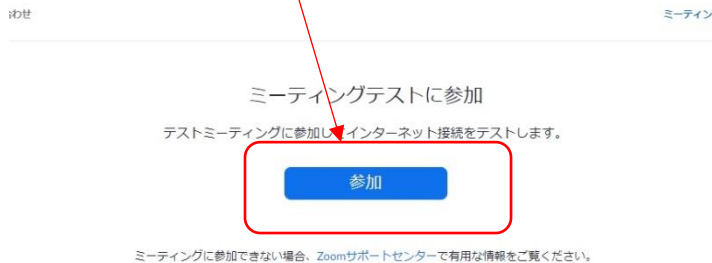 わせ
ミーティン
ミーティングテストに参加
テストミーティングに参加してインターネット接続をテストします。
参加
ミーティングに参加できない場合、Zoomサポートセンターで有用な情報をご覧ください。